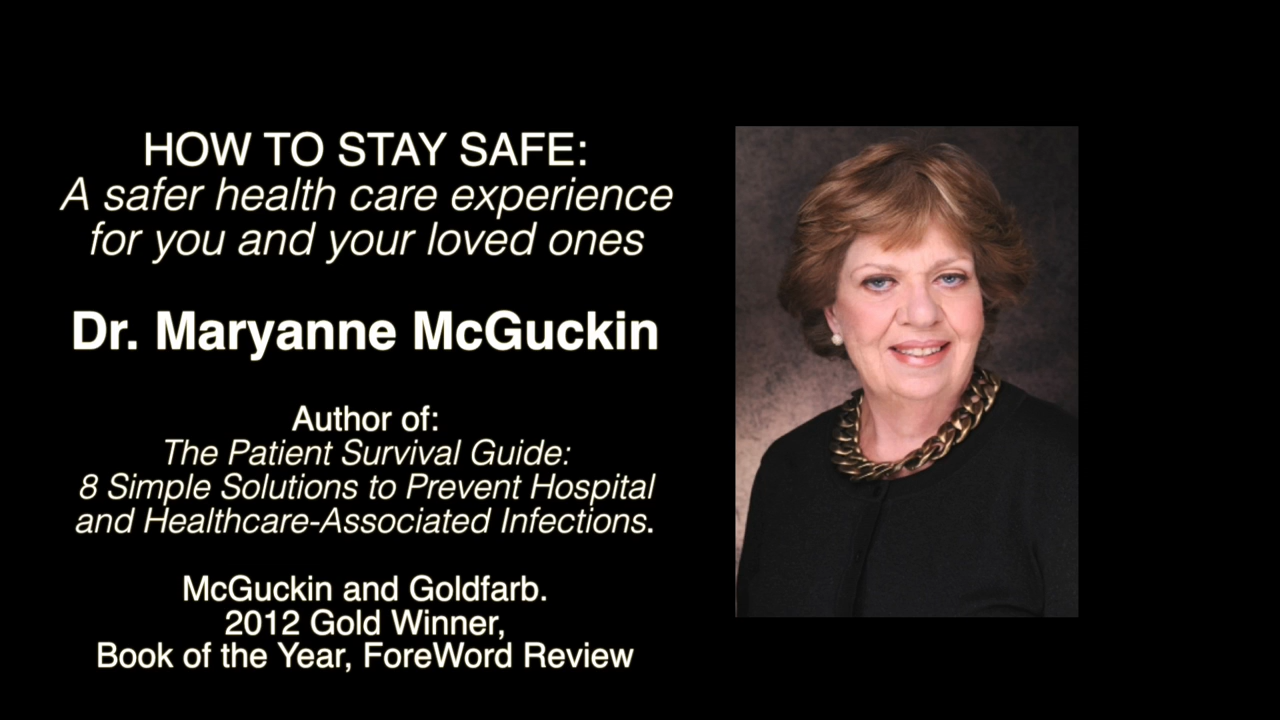 HOW TO STAY SAFE:
A safer health care experience
for you and your loved ones
Dr. Maryanne McGuckin
Author of:
The Patient Survival Guide:
8 Simple Solutions to Prevent Hospital
and Healthcare-Associated Infections.
McGuckin and Goldfarb.
2012 Gold Winner,
Book of the Year, ForeWord Review